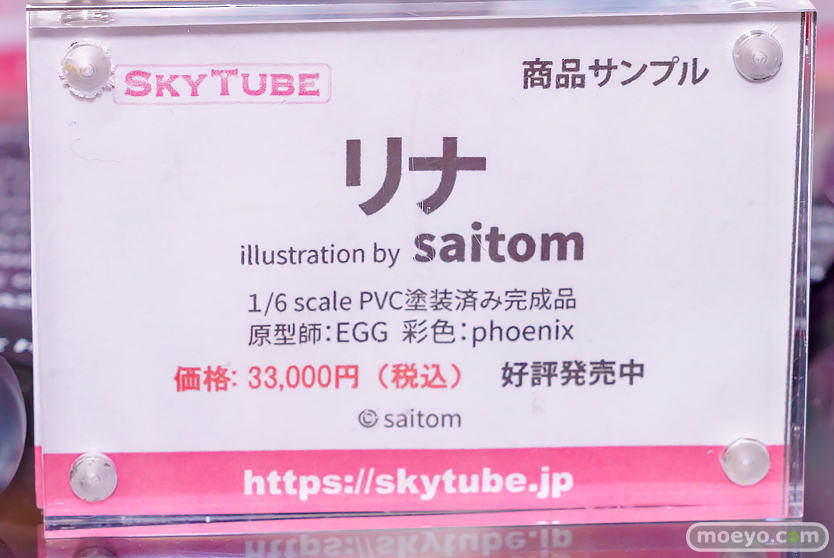 SKYTUBE
商品サンプル
リナ
illustration by saitom
1/6 scale PVC塗装済み完成品
原型師：EGG 彩色：phoenix
価格: 33,000円（税込） 好評発売中
© saitom
https://skytube.jp
moeyo.com